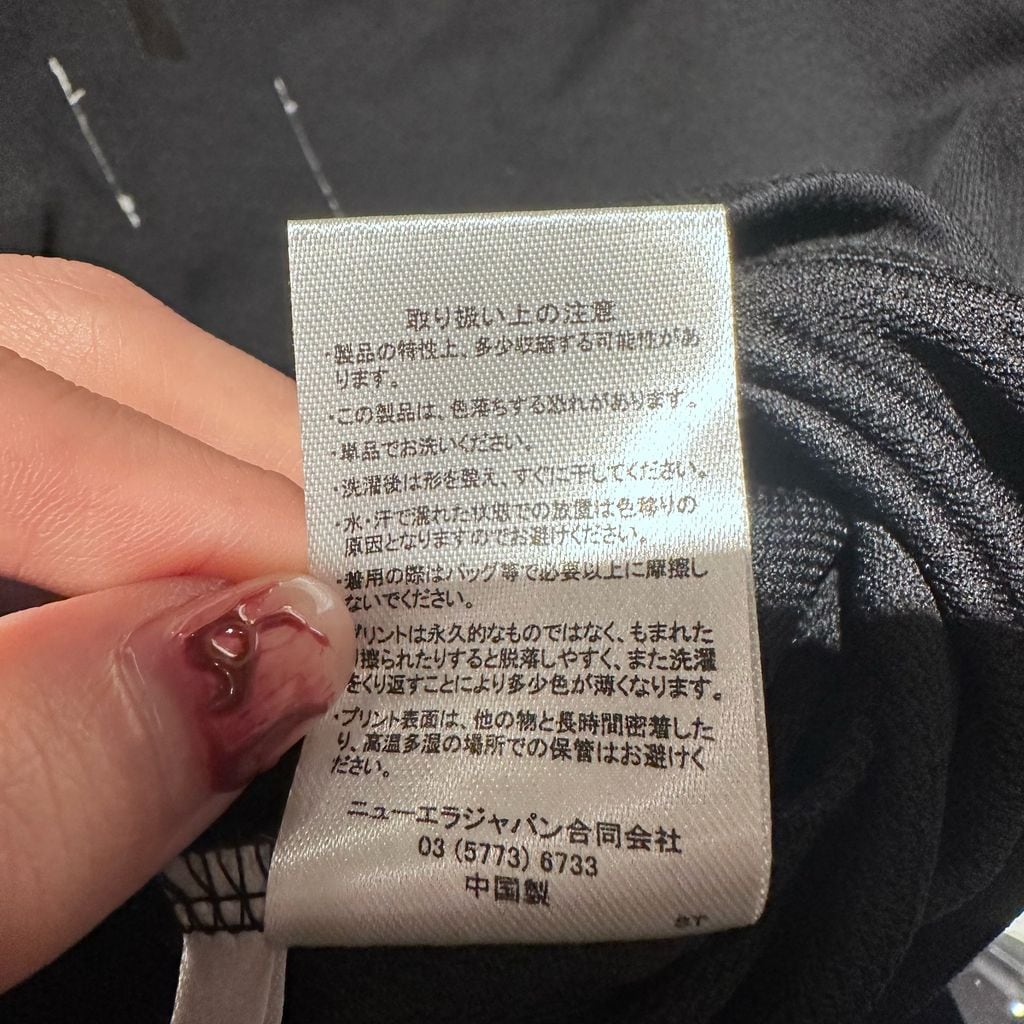 取り扱い上の注意
・製品の特性上、多少収縮する可能性があ
ります。
・この製品は、色落ちする恐れがあります。
・単品でお洗いください。
・洗濯後は形を整え、すぐに干してください。
・水・汗で濡れた状態での放置は色移りの
原因となりますのでお避けください。
・着用の際はバッグ等で必要以上に摩擦し
ないでください。
プリントは永久的なものではなく、もまれた
り擦られたりすると脱落しやすく、また洗濯
をくり返すことにより多少色が薄くなります。
・プリント表面は、他の物と長時間密着した
り、高温多湿の場所での保管はお避けく
ださい。
ニューエラジャパン合同会社
03 (5773) 6733
中国製